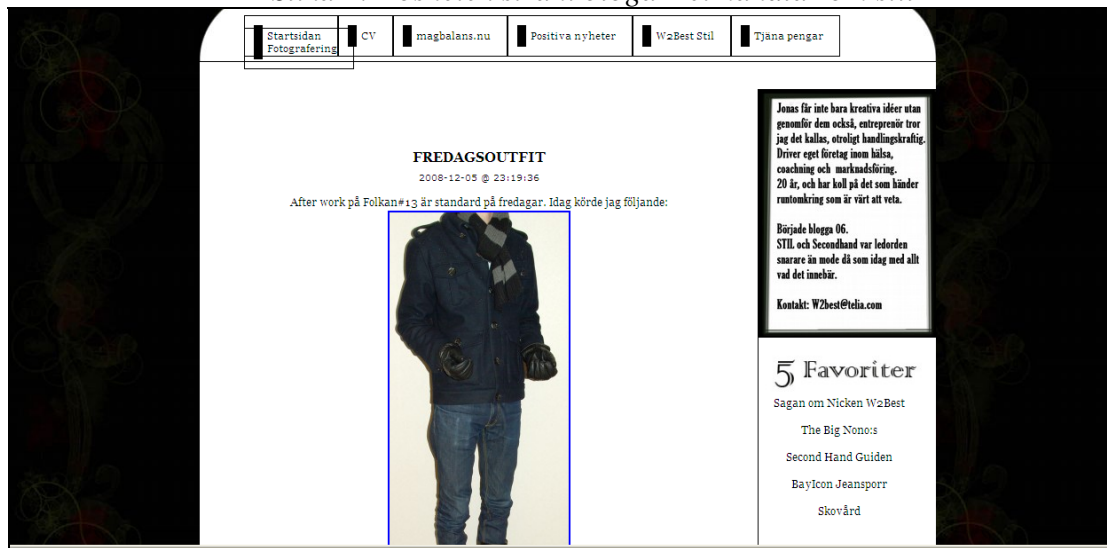 Startsidan
Fotografering
CV
magbalans.nu
Positiva nyheter
W2Best Stil
Tjäna pengar
FREDAGSOUTFIT
2008-12-05 @ 23:19:36
After work på Folkan#13 är standard på fredagar. Idag körde jag följande:
Jonas får inte bara kreativa idéer utan
genomför dem också, entreprenör tror
jag det kallas, otroligt handlingskraftig.
Driver eget företag inom hälsa,
coachning och marknadsföring.
20 år, och har koll på det som händer
runtomkring som är värt att veta.
Började blogga 06.
STIL och Secondhand var ledorden
snarare än mode då som idag med allt
vad det innebär.
Kontakt: W2best@telia.com
5 Favoriter
Sagan om Nicken W2Best
The Big Nono:s
Second Hand Guiden
BayIcon Jeansporr
Skovård